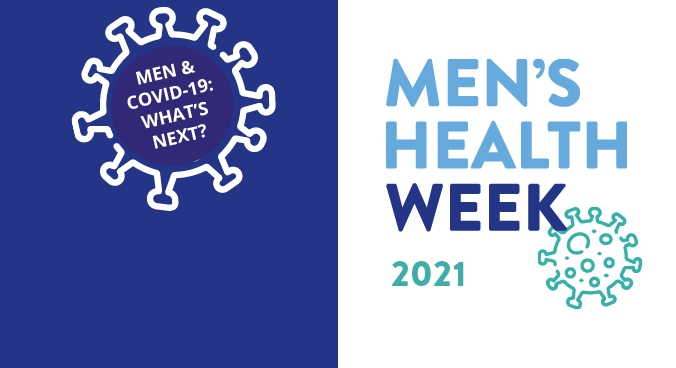 MEN &
COVID-19:
WHAT'S
NEXT?
MEN'S
HEALTH
WEEK
2021